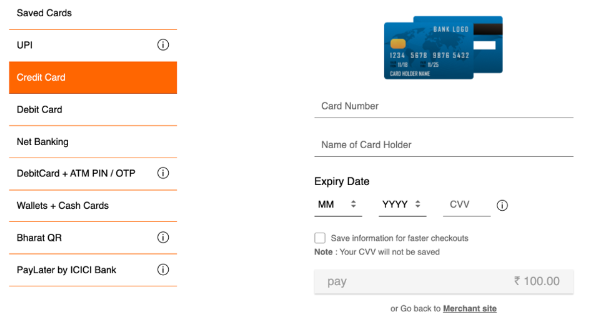 Saved Cards
UPI
Credit Card
Debit Card
Net Banking
DebitCard + ATM PIN / OTP
Wallets + Cash Cards
Bharat QR
PayLater by ICICI Bank
BANK LOGO
1234 5678 9876 5432
11/19 11/25
CARD HOLDER NAME
Card Number
Name of Card Holder
Expiry Date
MM YYYY CVV
Save information for faster checkouts
Note : Your CVV will not be saved
pay ₹ 100.00
or Go back to Merchant site